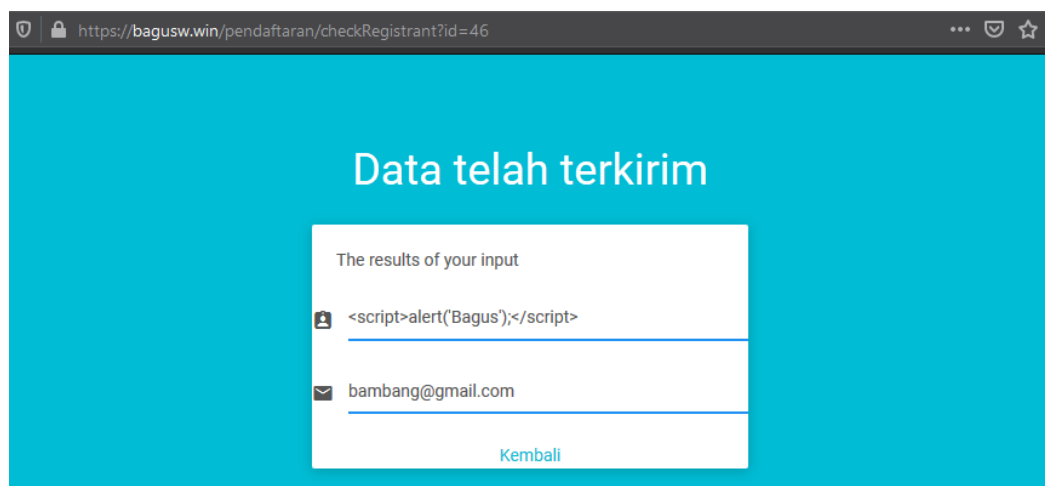 https://bagusw.win/pendaftaran/checkRegistrant?id=46
Data telah terkirim
The results of your input
<script>alert('Bagus');</script>
bambang@gmail.com
Kembali